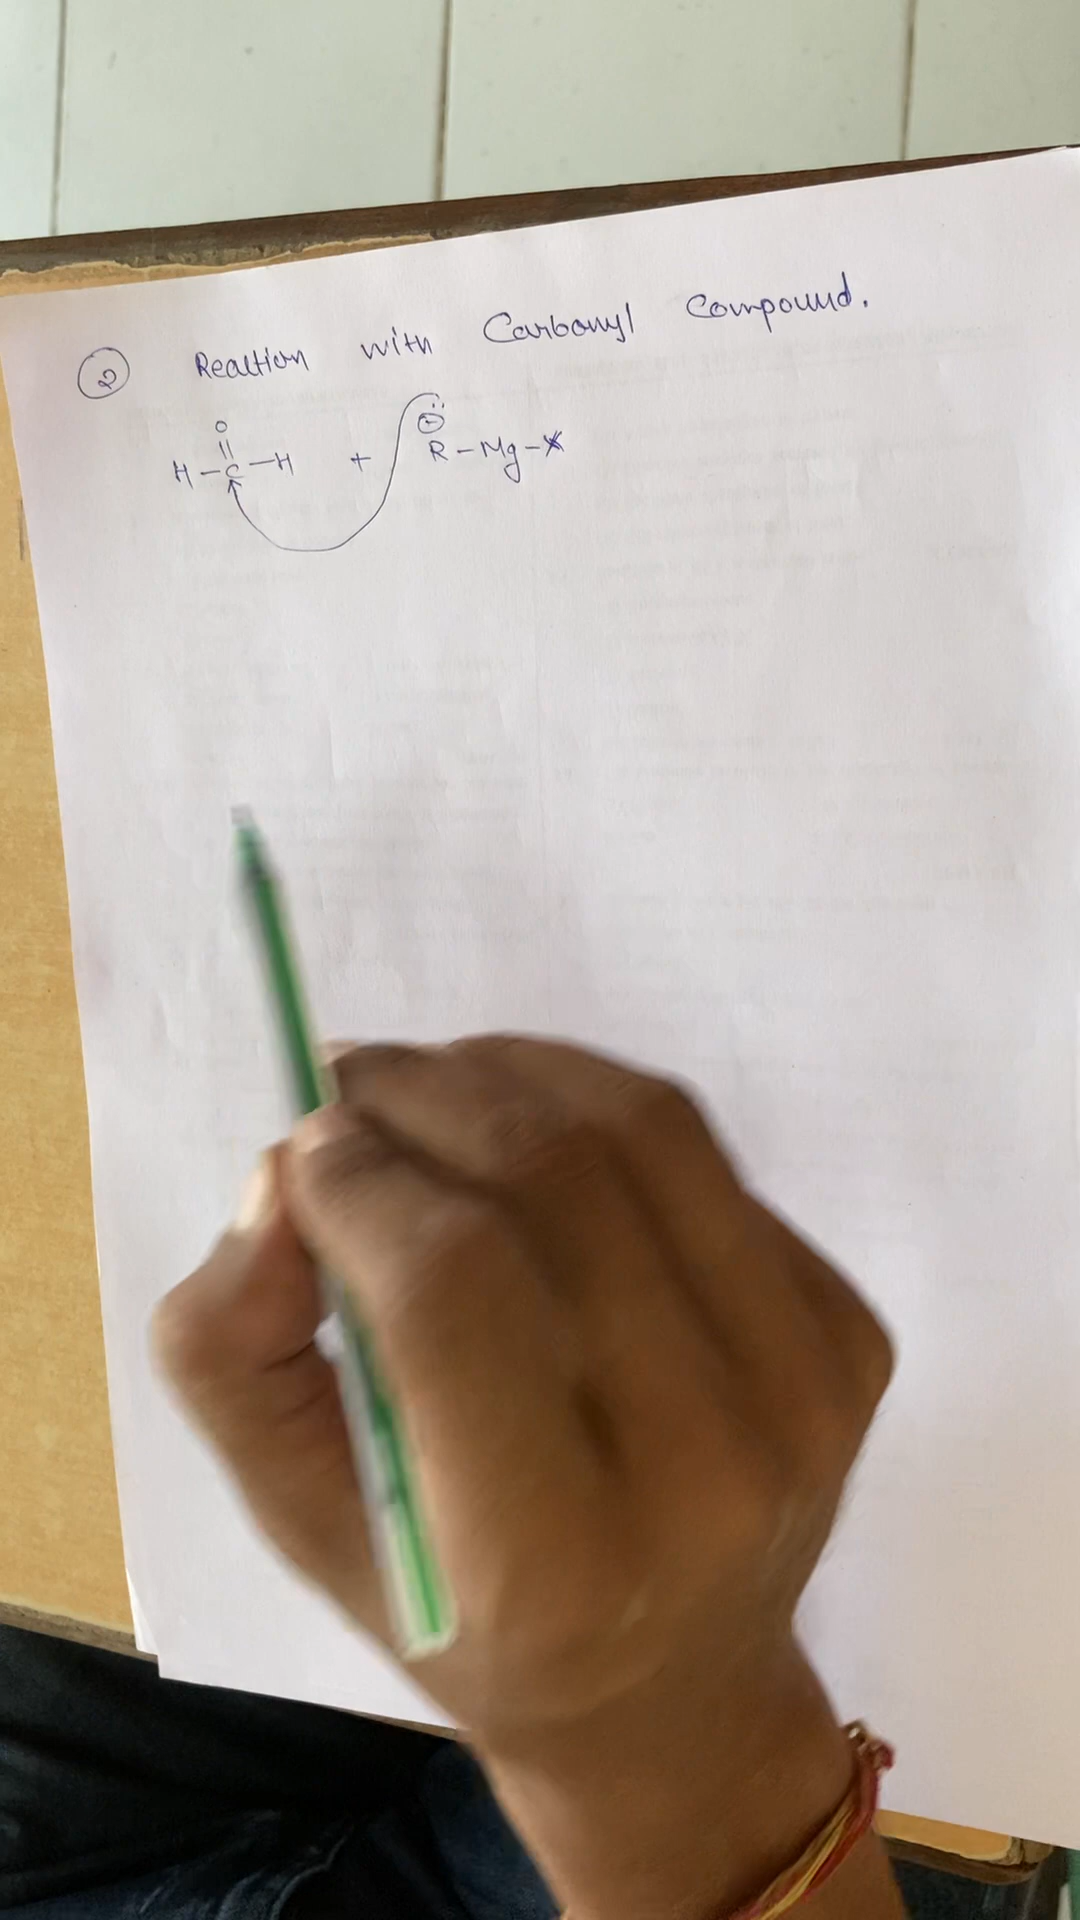 ② Reaction with Carbonyl Compound.
O
||
H-C-H + R-Mg-X
⊖